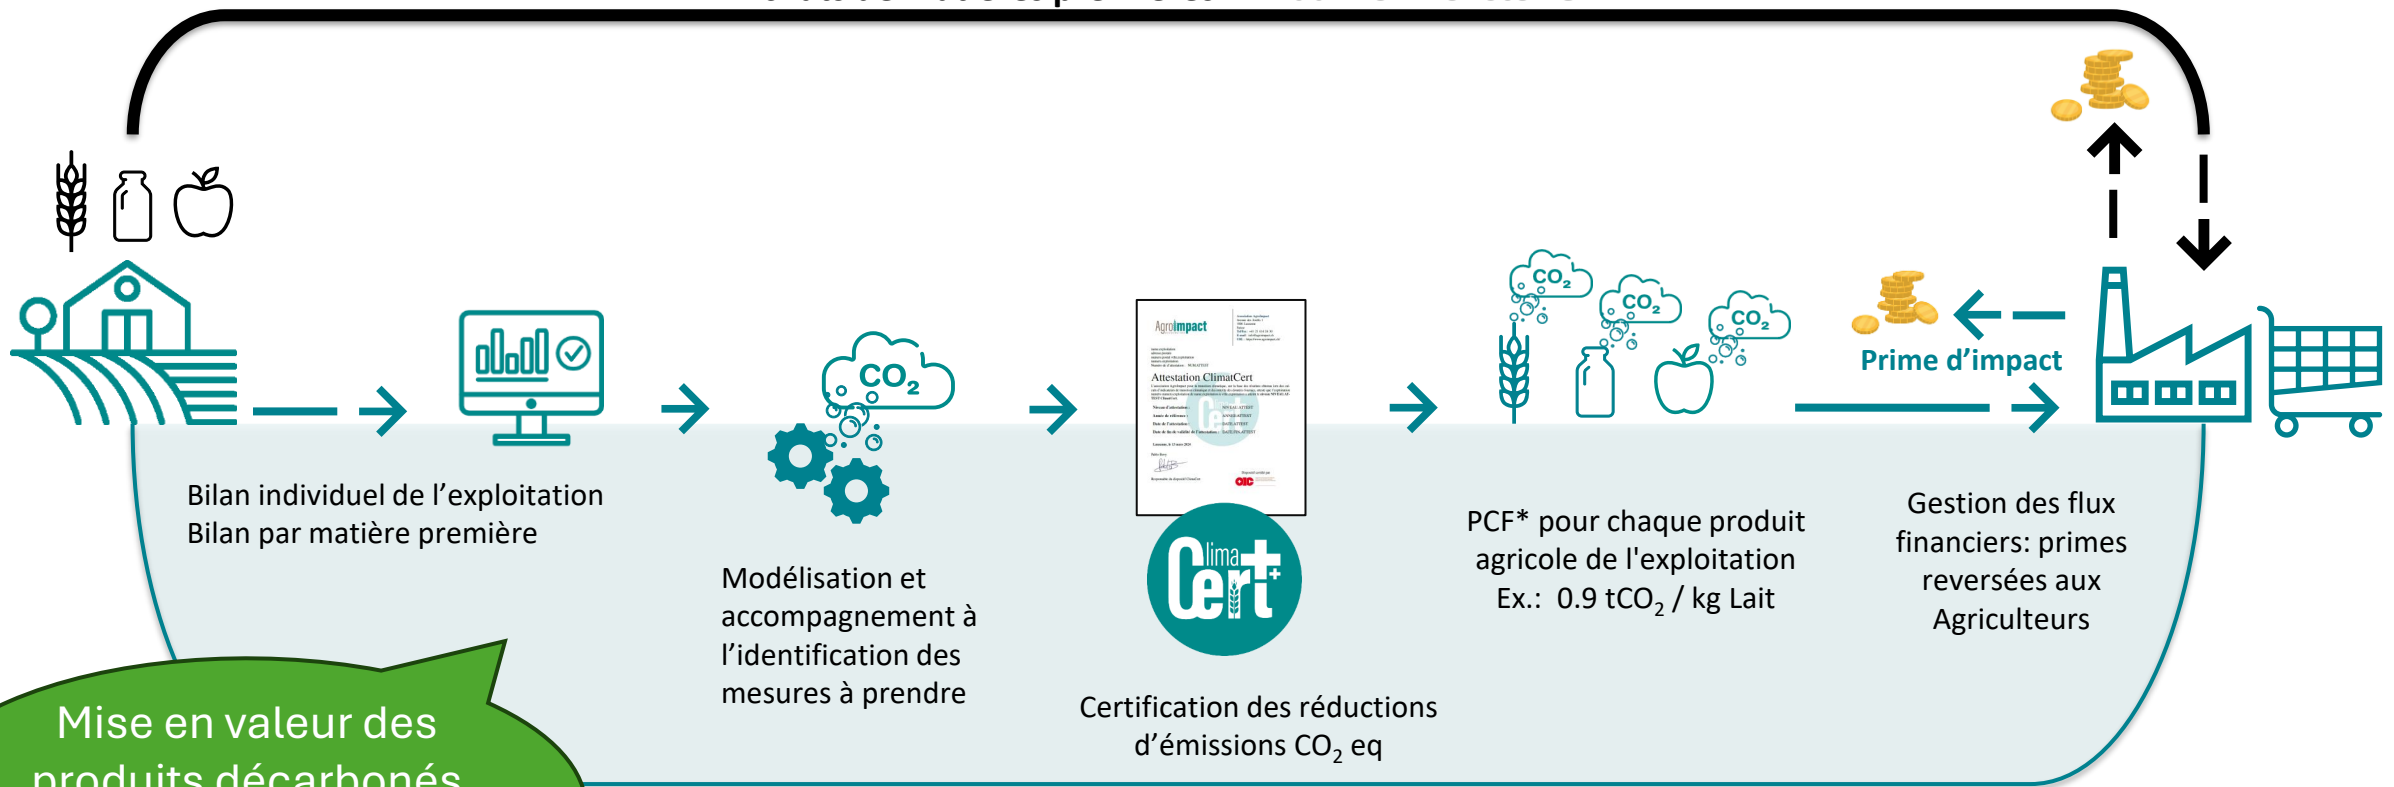 Bilan individuel de l’exploitation
Bilan par matière première
CO₂
Modélisation et
accompagnement à
l’identification des
mesures à prendre
Agroimpact
Attestation ClimatCert
Climat
Cert
Certification des réductions
d’émissions CO₂ eq
CO₂
CO₂
CO₂
PCF* pour chaque produit
agricole de l'exploitation
Ex.: 0.9 tCO₂ / kg Lait
Prime d’impact
Gestion des flux
financiers: primes
reversées aux
Agriculteurs
Mise en valeur des
produits décarbonés